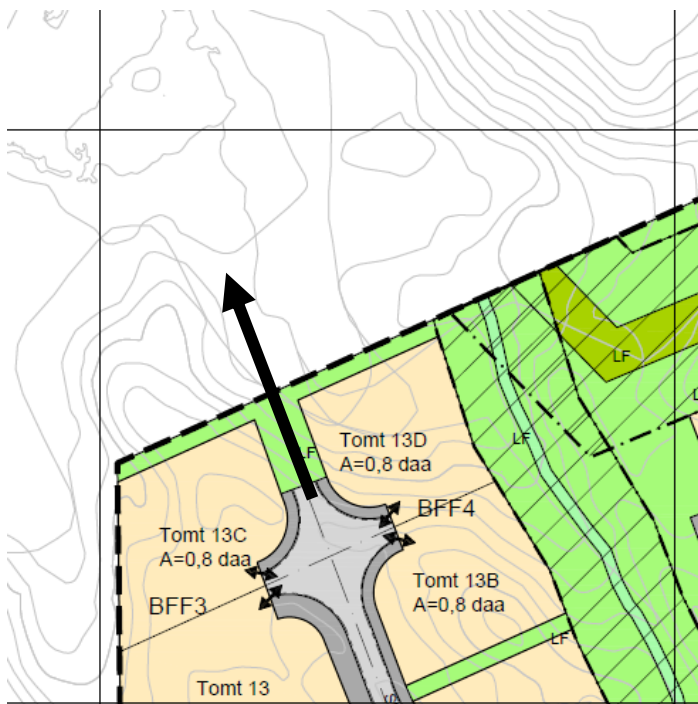 LF
L
Tomt 13D
A=0,8 daa
LF
LF
BFF4
Tomt 13C
A=0,8 daa
Tomt 13B
A=0,8 daa
BFF3
LF
Tomt 13